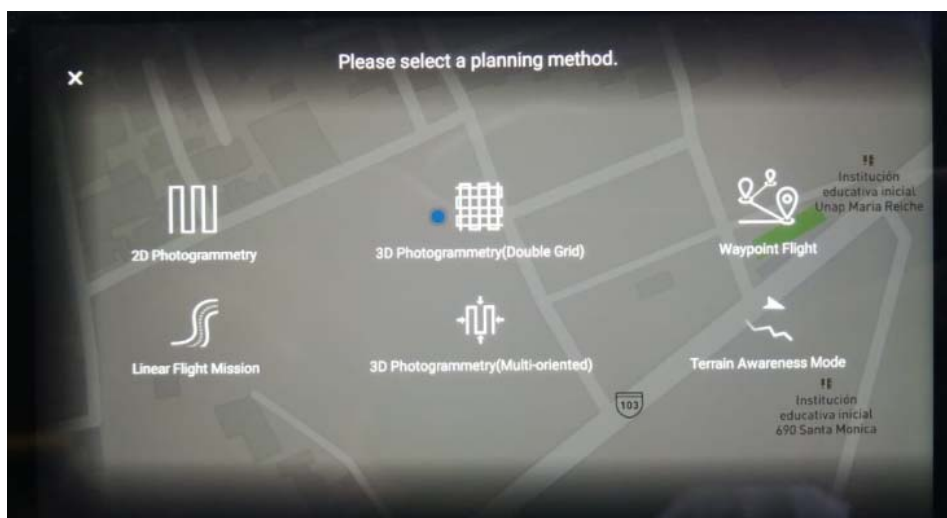 Please select a planning method.
Institución
educativa inicial
Unap Maria Reiche
2D Photogrammetry
3D Photogrammetry(Double Grid)
Waypoint Flight
Linear Flight Mission
3D Photogrammetry(Multi-oriented)
Terrain Awareness Mode
103
Institución
educativa inicial
690 Santa Monica